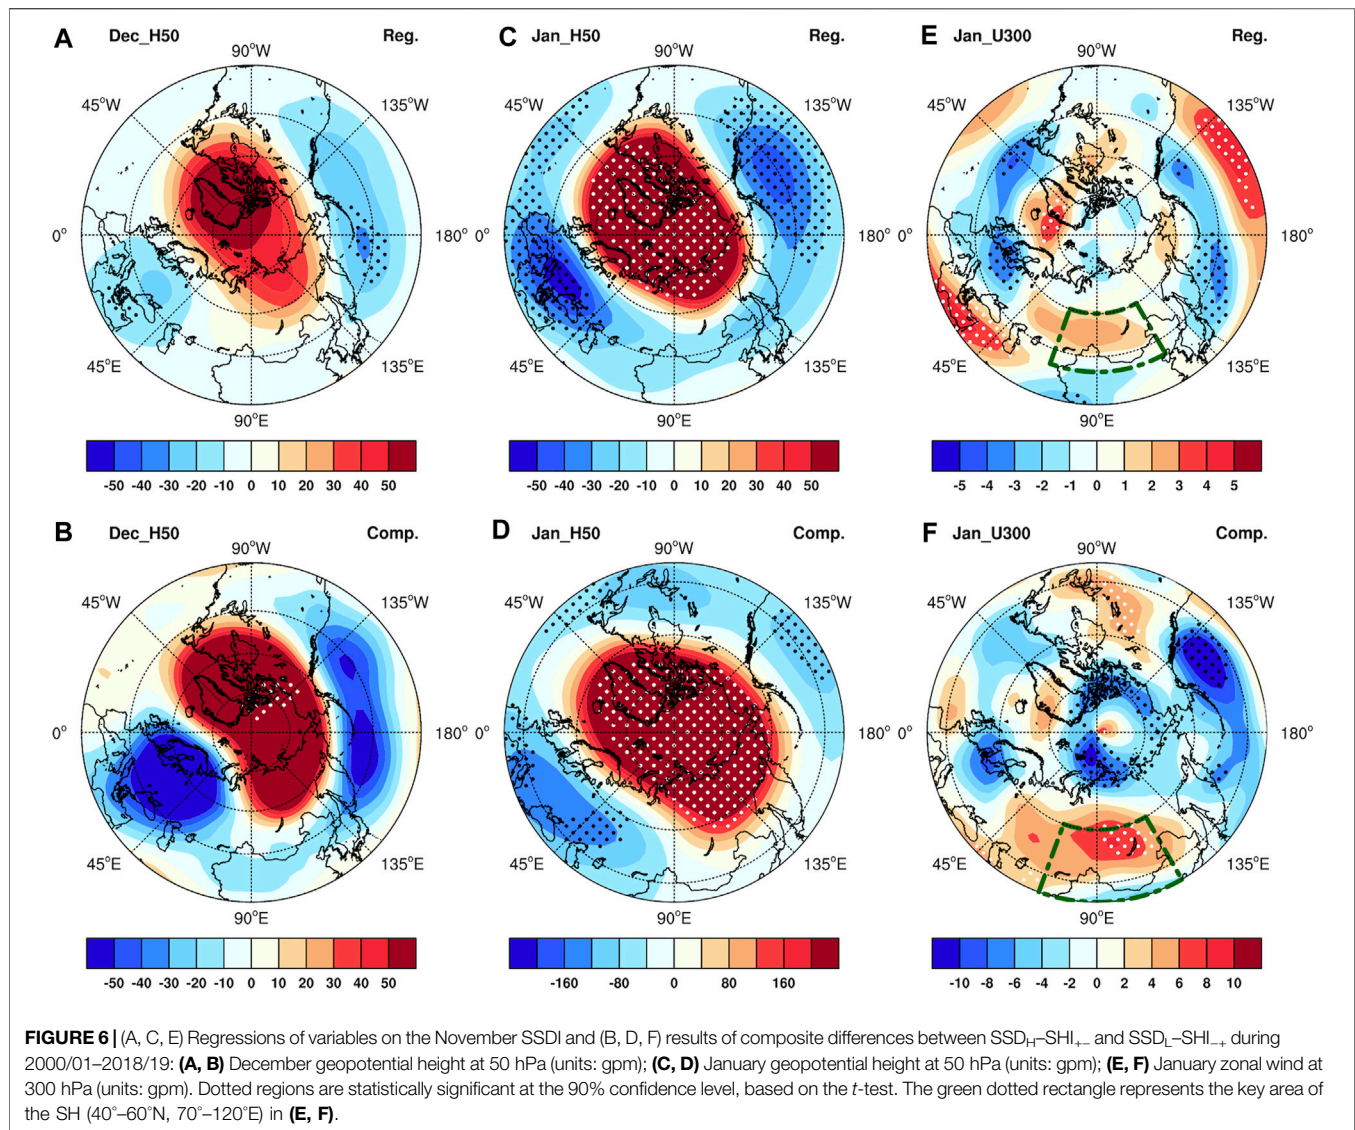 A Dec_H50 Reg.
90°W
45°W 135°W
0° 180°
45°E 135°E
90°E
-50 -40 -30 -20 -10 0 10 20 30 40 50
C Jan_H50 Reg.
90°W
45°W 135°W
0° 180°
45°E 135°E
90°E
-50 -40 -30 -20 -10 0 10 20 30 40 50
E Jan_U300 Reg.
90°W
45°W 135°W
0° 180°
45°E 135°E
90°E
-5 -4 -3 -2 -1 0 1 2 3 4 5
B Dec_H50 Comp.
90°W
45°W 135°W
0° 180°
45°E 135°E
90°E
-50 -40 -30 -20 -10 0 10 20 30 40 50
D Jan_H50 Comp.
90°W
45°W 135°W
0° 180°
45°E 135°E
90°E
-160 -80 0 80 160
F Jan_U300 Comp.
90°W
45°W 135°W
0° 180°
45°E 135°E
90°E
-10 -8 -6 -4 -2 0 2 4 6 8 10
FIGURE 6 | (A, C, E) Regressions of variables on the November SSDI and (B, D, F) results of composite differences between SSD_H–SHI_+– and SSD_L–SHI_–+ during
2000/01–2018/19: (A, B) December geopotential height at 50 hPa (units: gpm); (C, D) January geopotential height at 50 hPa (units: gpm); (E, F) January zonal wind at
300 hPa (units: gpm). Dotted regions are statistically significant at the 90% confidence level, based on the t-test. The green dotted rectangle represents the key area of
the SH (40°–60°N, 70°–120°E) in (E, F).